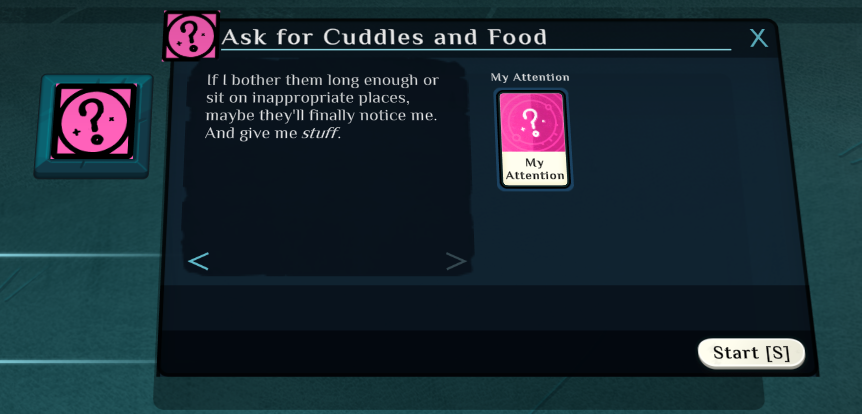 Ask for Cuddles and Food
X
If I bother them long enough or
sit on inappropriate places,
maybe they'll finally notice me.
And give me stuff.
My Attention
My
Attention
< >
Start [S]